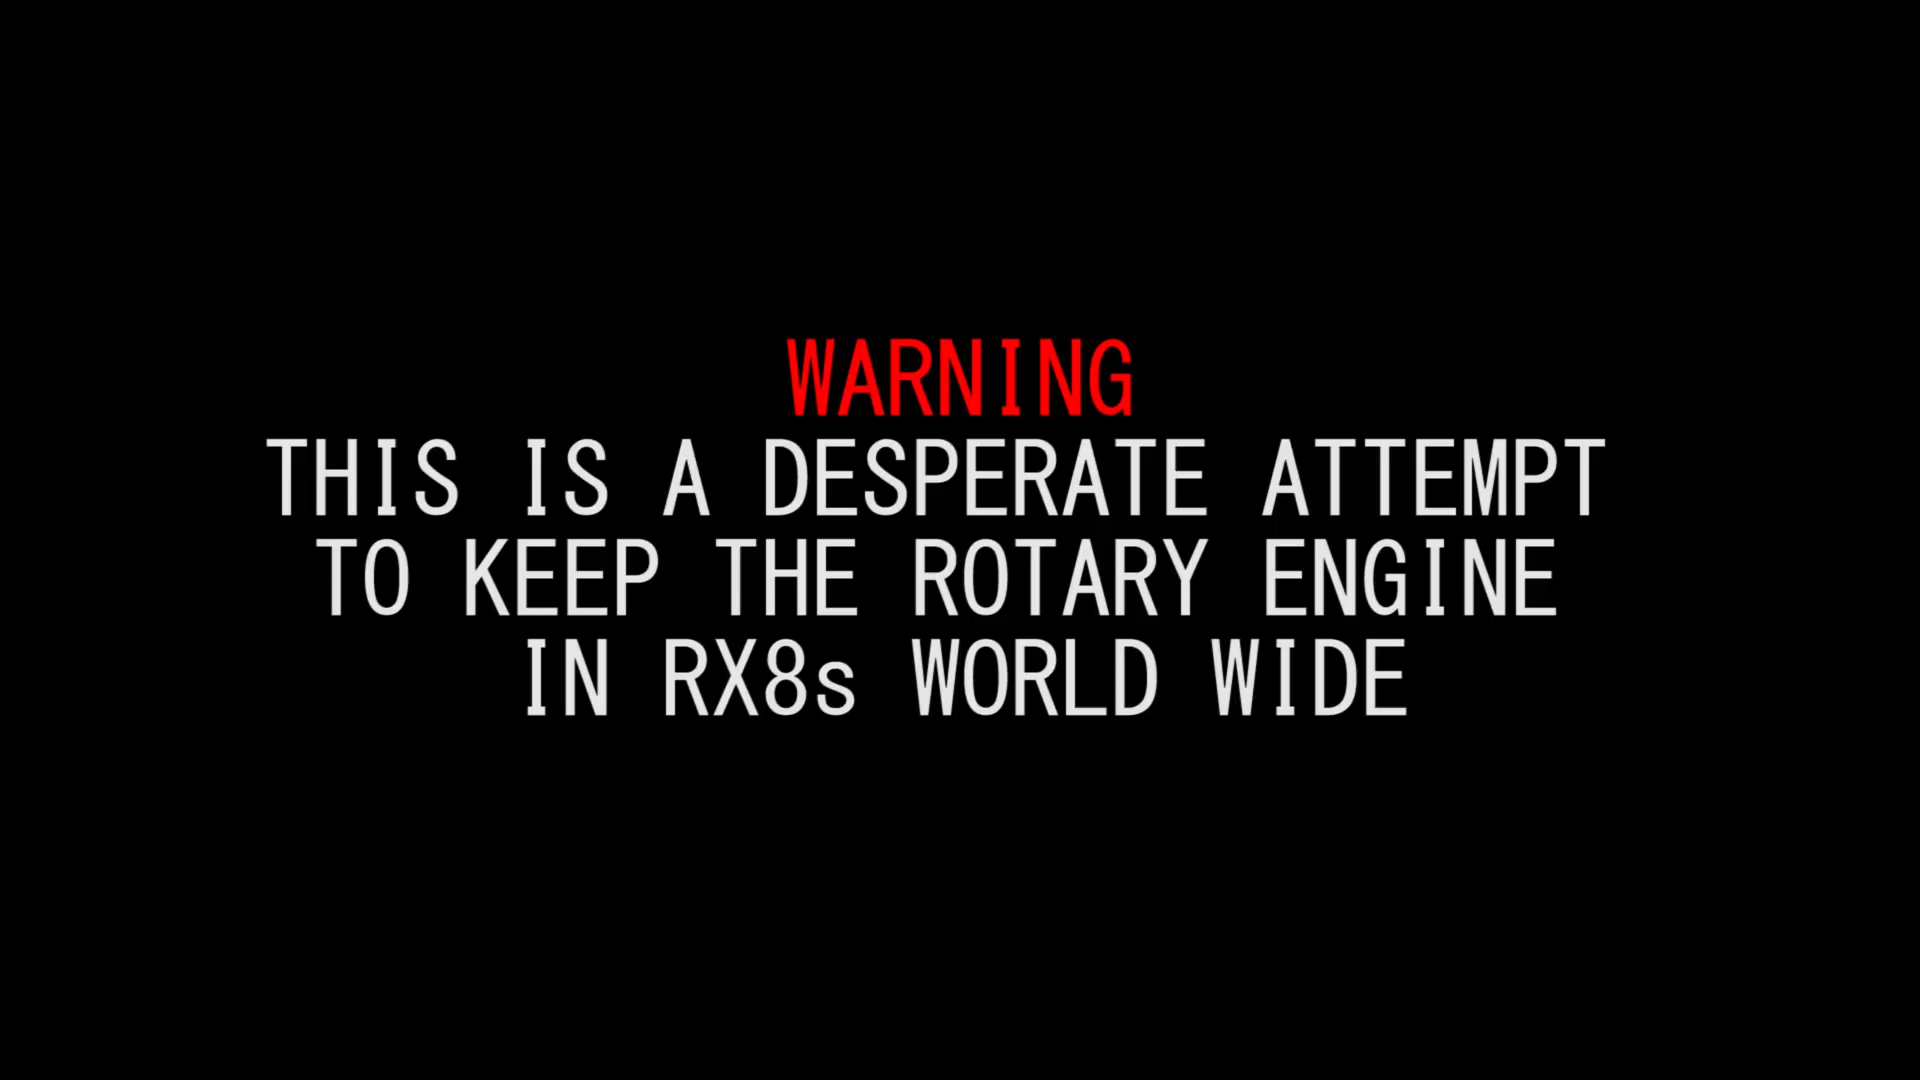 WARNING
THIS IS A DESPERATE ATTEMPT
TO KEEP THE ROTARY ENGINE
IN RX8s WORLD WIDE